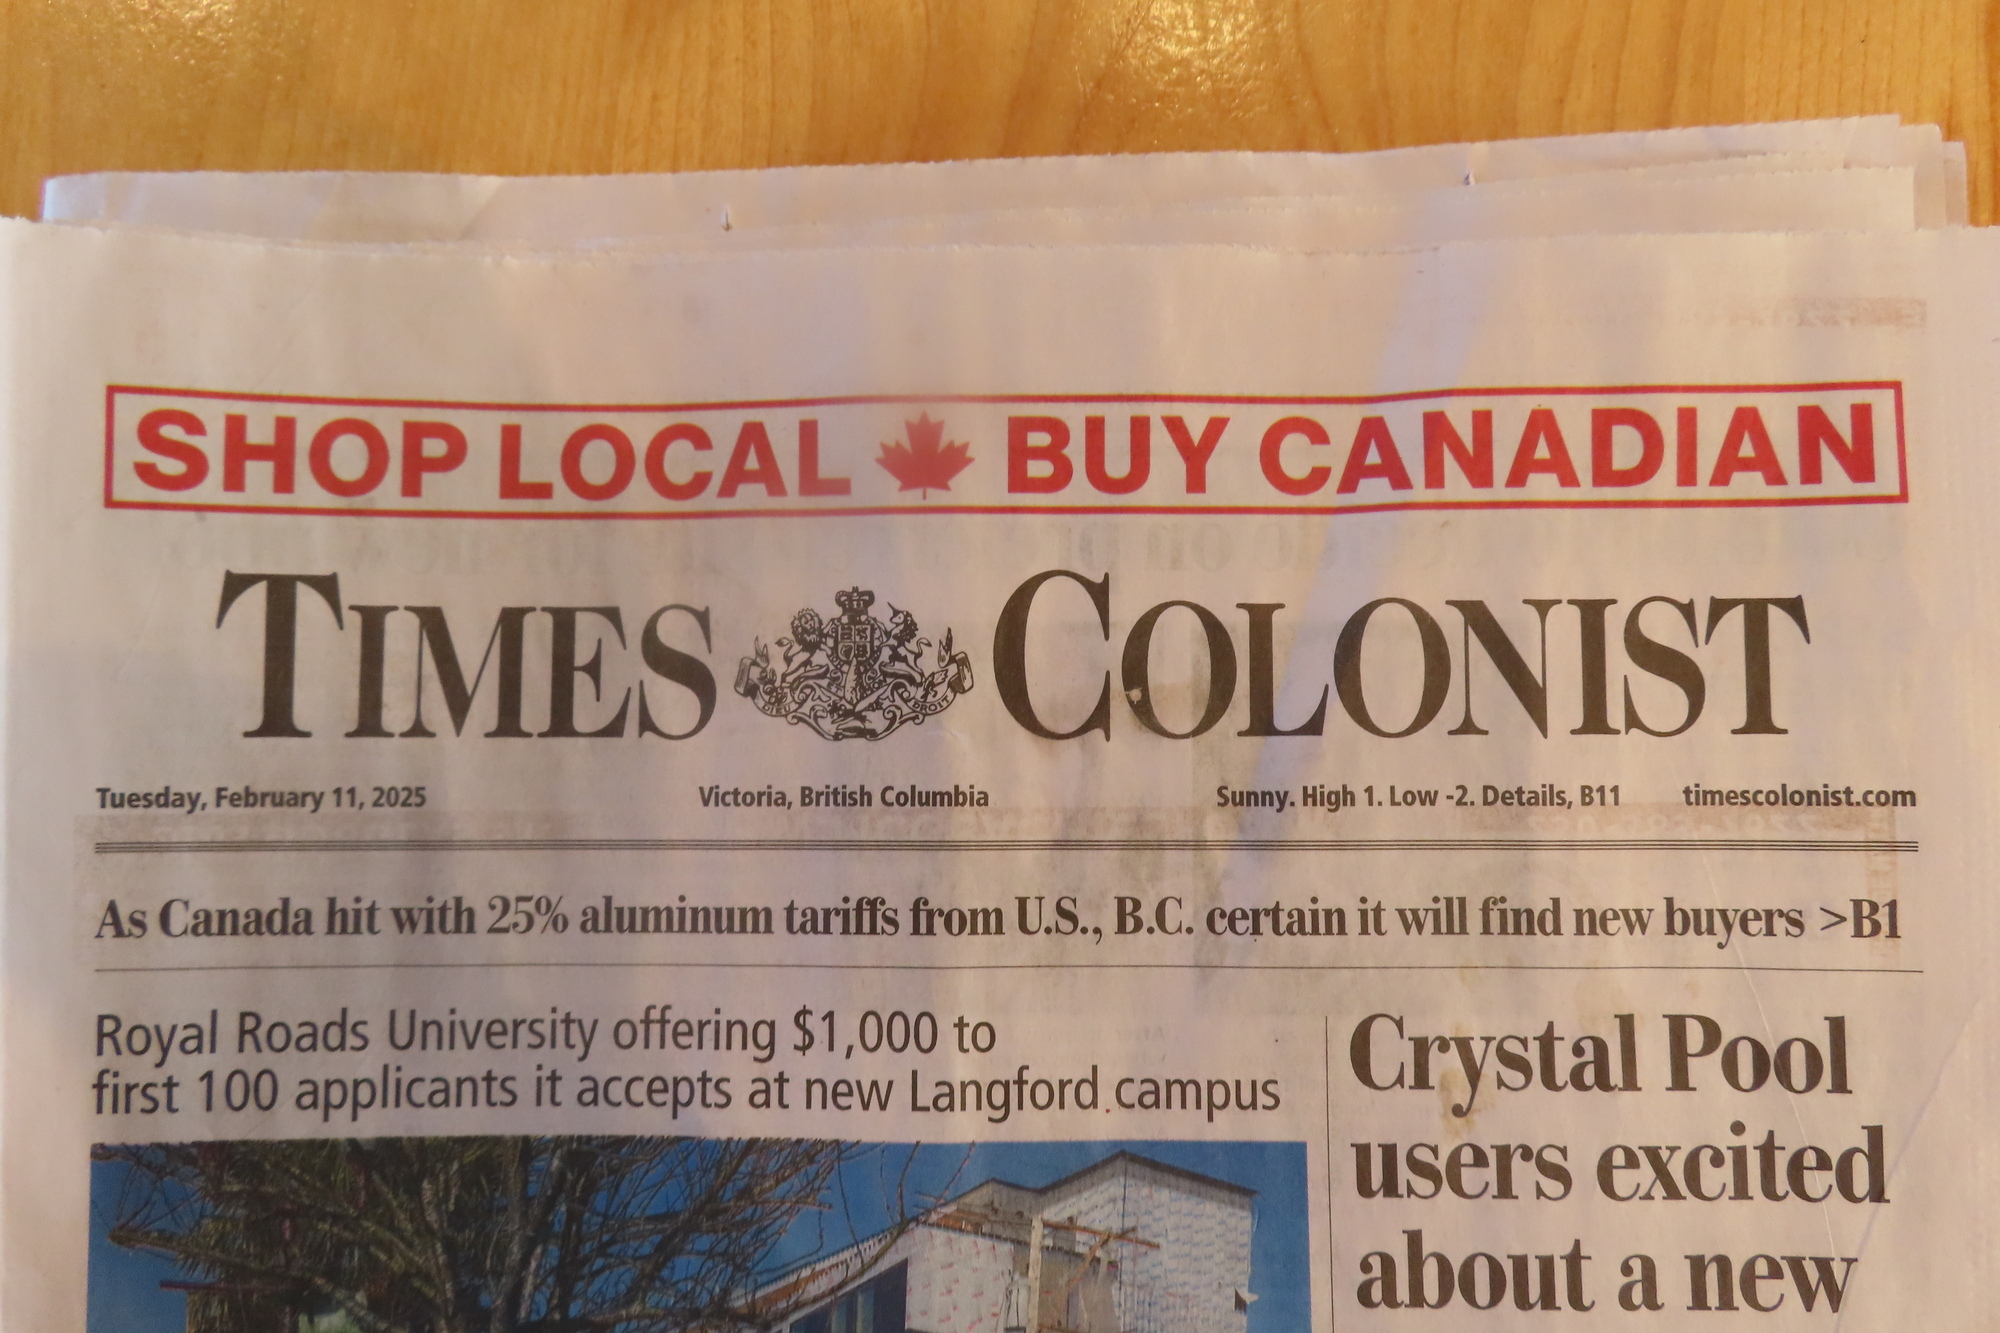 SHOP LOCAL BUY CANADIAN
TIMES COLONIST
DIEU DROIT
Tuesday, February 11, 2025 Victoria, British Columbia Sunny. High 1. Low -2. Details, B11 timescolonist.com
As Canada hit with 25% aluminum tariffs from U.S., B.C. certain it will find new buyers >B1
Royal Roads University offering $1,000 to
first 100 applicants it accepts at new Langford campus
Crystal Pool
users excited
about a new